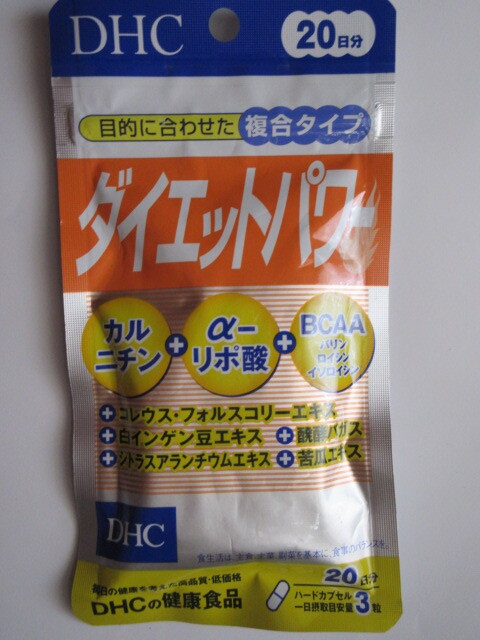 DHC
20日分
目的に合わせた 複合タイプ
ダイエットパワー
カル
ニチン
+
α-
リポ酸
+
BCAA
バリン
ロイシン
イソロイシン
+コレウス・フォルスコリーエキス
+白インゲン豆エキス +醗酵バガス
+シトラスアランチウムエキス +苦瓜エキス
DHC
食生活は、主食、主菜、副菜を基本に、食事のバランスを。
毎日の健康を考えた高品質・低価格
DHCの健康食品
20日分
ハードカプセル
一日摂取目安量3粒